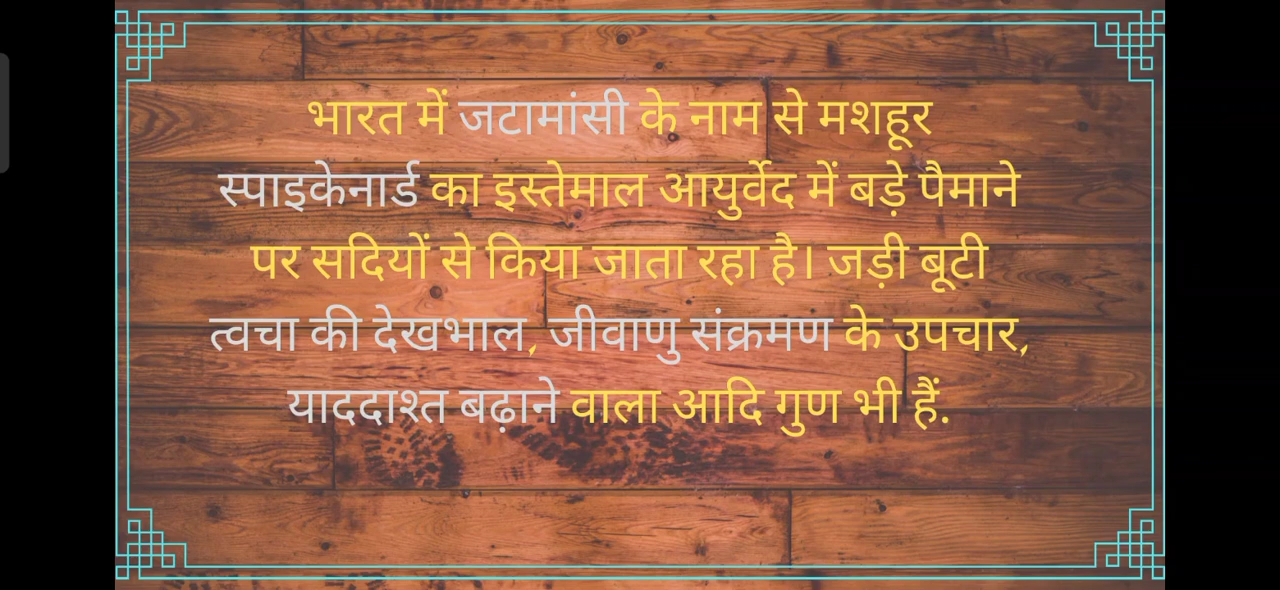 भारत में जटामांसी के नाम से मशहूर
स्पाइकेनार्ड का इस्तेमाल आयुर्वेद में बड़े पैमाने
पर सदियों से किया जाता रहा है। जड़ी बूटी
त्वचा की देखभाल, जीवाणु संक्रमण के उपचार,
याददाश्त बढ़ाने वाला आदि गुण भी हैं.